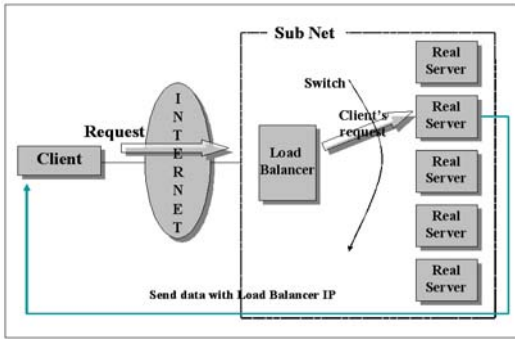 Sub Net
Real
Server
Switch
Real
Server
Client's
request
Request
INTERNET
Client
Load
Balancer
Real
Server
Real
Server
Real
Server
Send data with Load Balancer IP